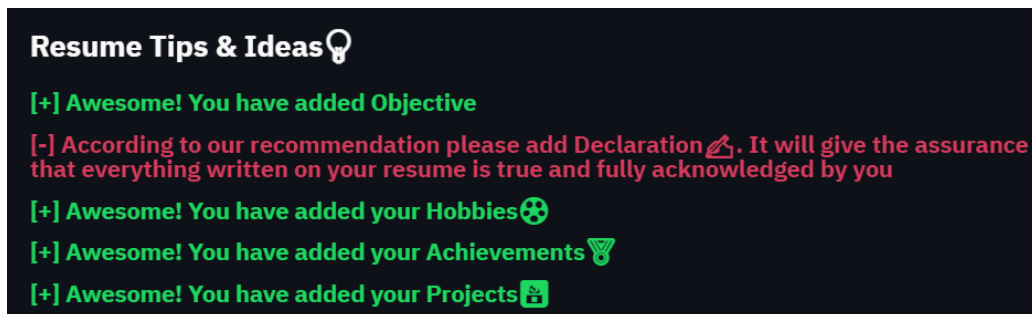 Resume Tips & Ideas💡
[+] Awesome! You have added Objective
[-] According to our recommendation please add Declaration✍. It will give the assurance
that everything written on your resume is true and fully acknowledged by you
[+] Awesome! You have added your Hobbies⚽
[+] Awesome! You have added your Achievements🏅
[+] Awesome! You have added your Projects👨‍💻